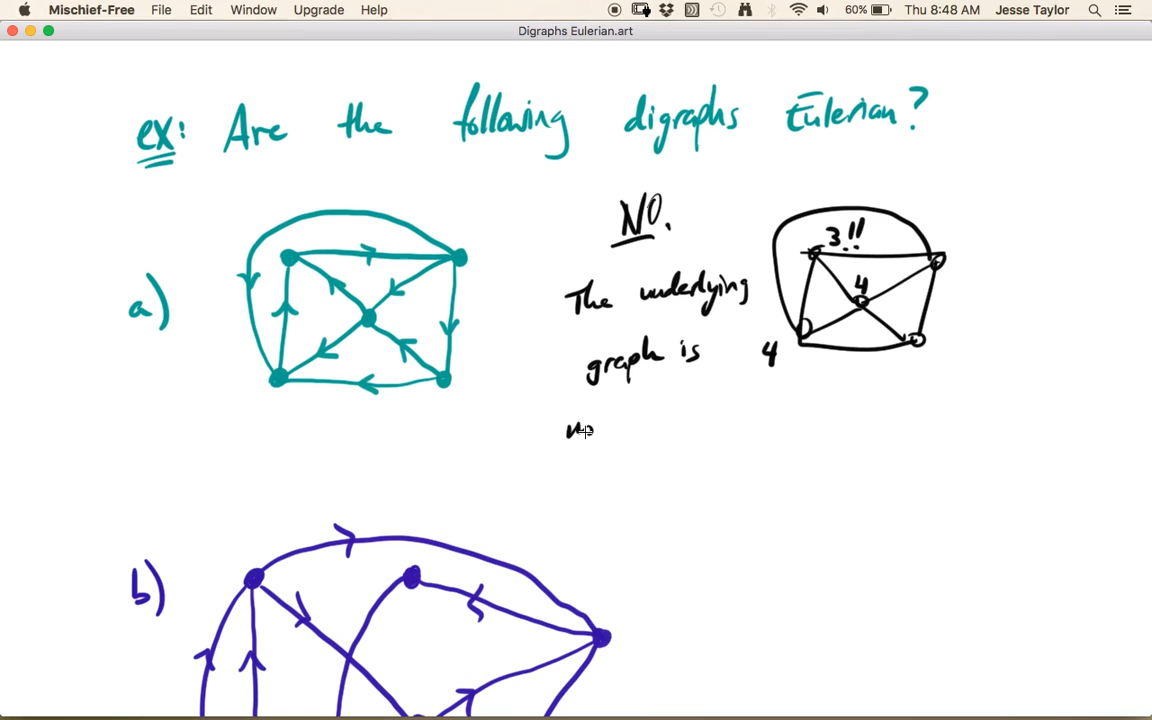 Mischief-Free File Edit Window Upgrade Help 60% Thu 8:48 AM Jesse Taylor
Digraphs Eulerian.art
ex: Are the following digraphs Eulerian?
a)
NO.
The underlying
graph is
no
3!!
4
4
b)